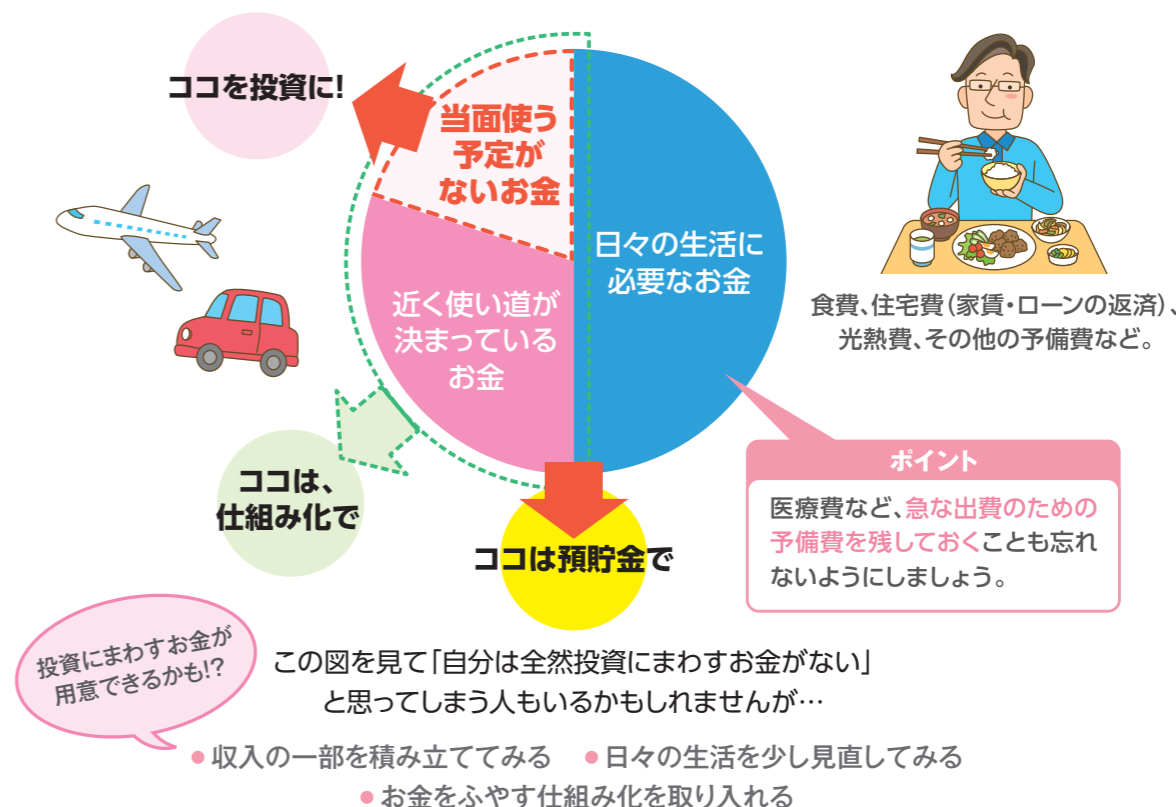 ココを投資に!
当面使う
予定が
ないお金
日々の生活に
必要なお金
近く使い道が
決まっている
お金
食費、住宅費(家賃・ローンの返済)、
光熱費、その他の予備費など。
ココは、
仕組み化で
ココは預貯金で
ポイント
医療費など、急な出費のための
予備費を残しておくことも忘れ
ないようにしましょう。
投資にまわすお金が
用意できるかも!?
この図を見て「自分は全然投資にまわすお金がない」
と思ってしまう人もいるかもしれませんが…
●収入の一部を積み立ててみる ●日々の生活を少し見直してみる
●お金をふやす仕組み化を取り入れる